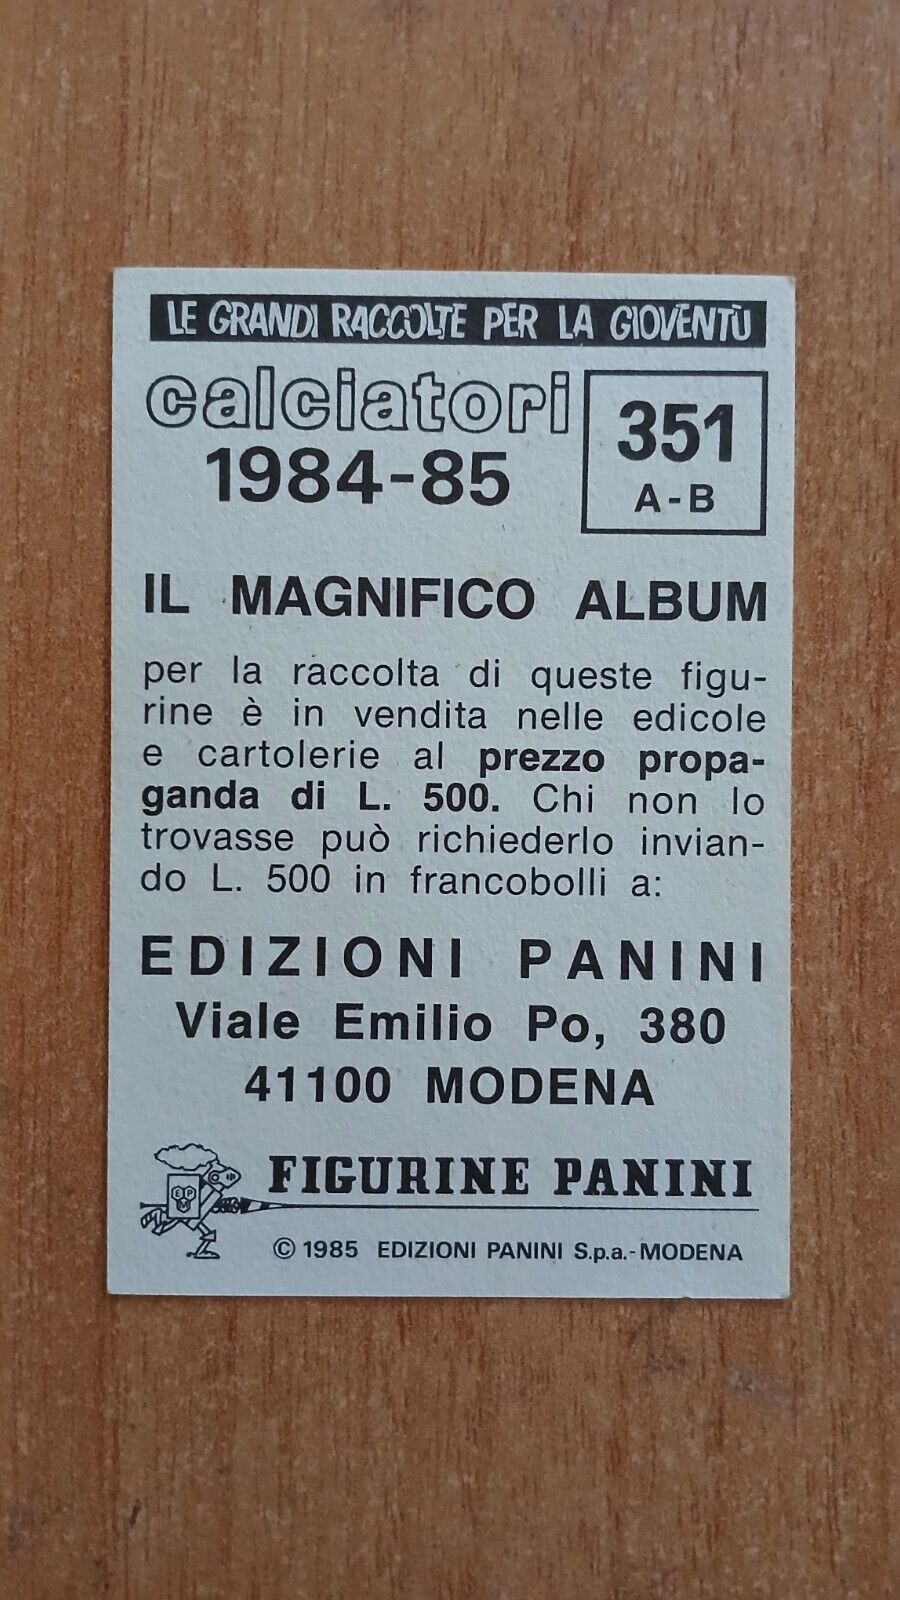 LE GRANDI RACCOLTE PER LA GIOVENTÙ
calciatori
1984-85
351
A-B
IL MAGNIFICO ALBUM
per la raccolta di queste figu-
rine è in vendita nelle edicole
e cartolerie al prezzo propa-
ganda di L. 500. Chi non lo
trovasse può richiederlo invian-
do L. 500 in francobolli a:
EDIZIONI PANINI
Viale Emilio Po, 380
41100 MODENA
EP
M
FIGURINE PANINI
© 1985 EDIZIONI PANINI S.p.a.-MODENA